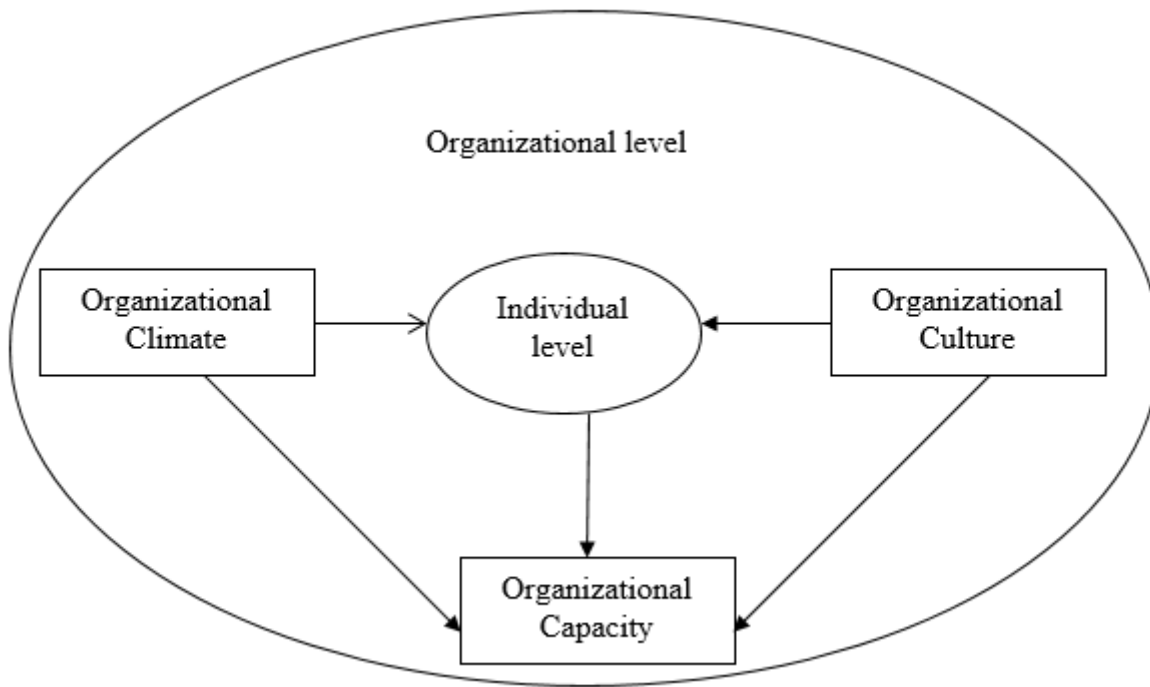 Organizational level
Organizational
Climate
Individual
level
Organizational
Culture
Organizational
Capacity